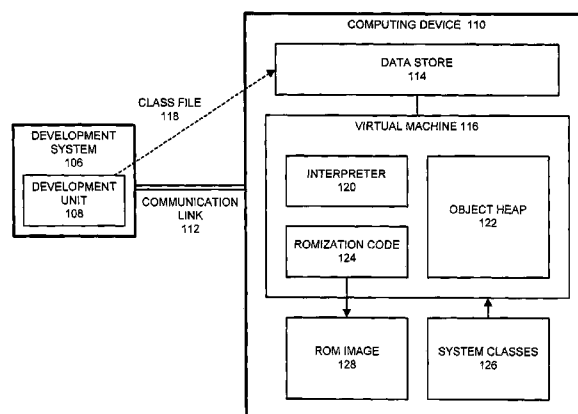 COMPUTING DEVICE 110
DATA STORE
114
CLASS FILE
118
VIRTUAL MACHINE 116
DEVELOPMENT
SYSTEM
106
DEVELOPMENT
UNIT
108
COMMUNICATION
LINK
112
INTERPRETER
120
OBJECT HEAP
122
ROMIZATION CODE
124
ROM IMAGE
128
SYSTEM CLASSES
126